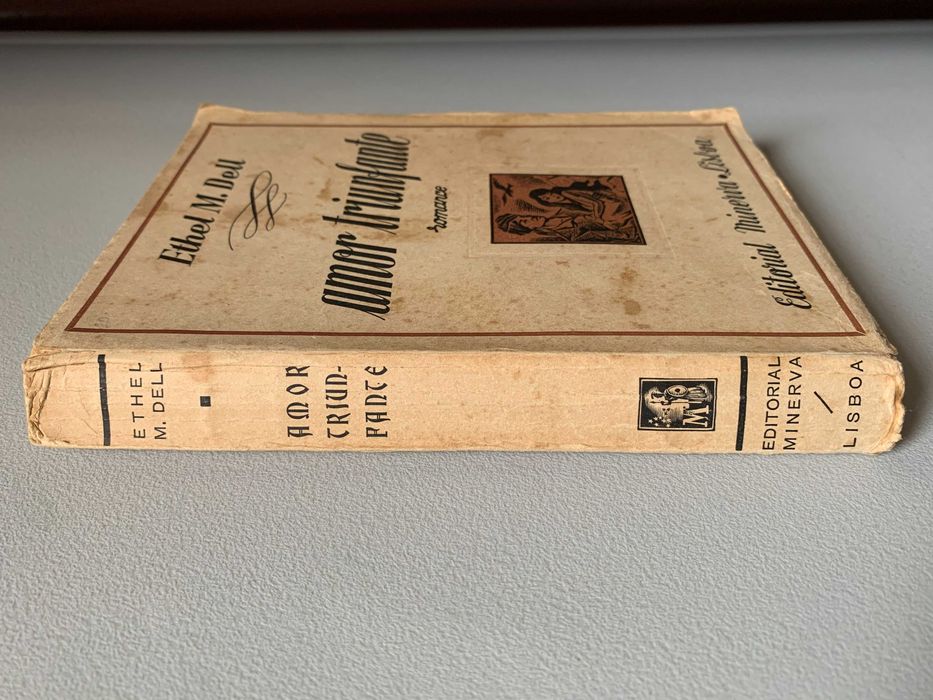 Ethel M. Dell
amor triunfante
romance
Editorial Minerva • Lisboa
ETHEL
M. DELL
AMOR
TRIUN-
FANTE
M
EDITORIAL
MINERVA
/
LISBOA